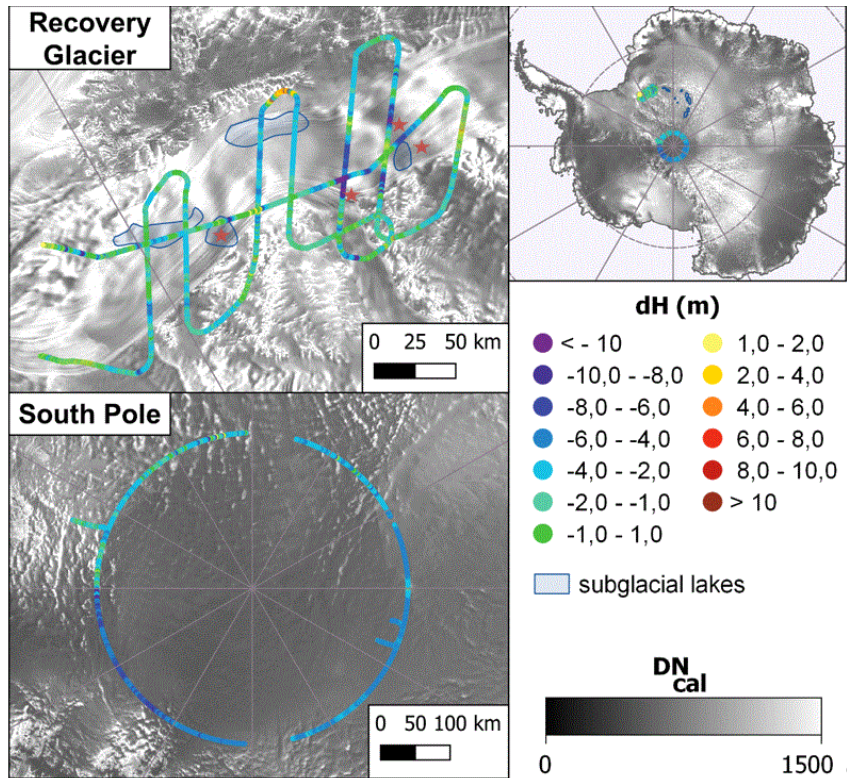 Recovery
Glacier
0 25 50 km
South Pole
0 50 100 km
dH (m)
< - 10
-10,0 - -8,0
-8,0 - -6,0
-6,0 - -4,0
-4,0 - -2,0
-2,0 - -1,0
-1,0 - 1,0
1,0 - 2,0
2,0 - 4,0
4,0 - 6,0
6,0 - 8,0
8,0 - 10,0
> 10
subglacial lakes
DN cal
0 1500